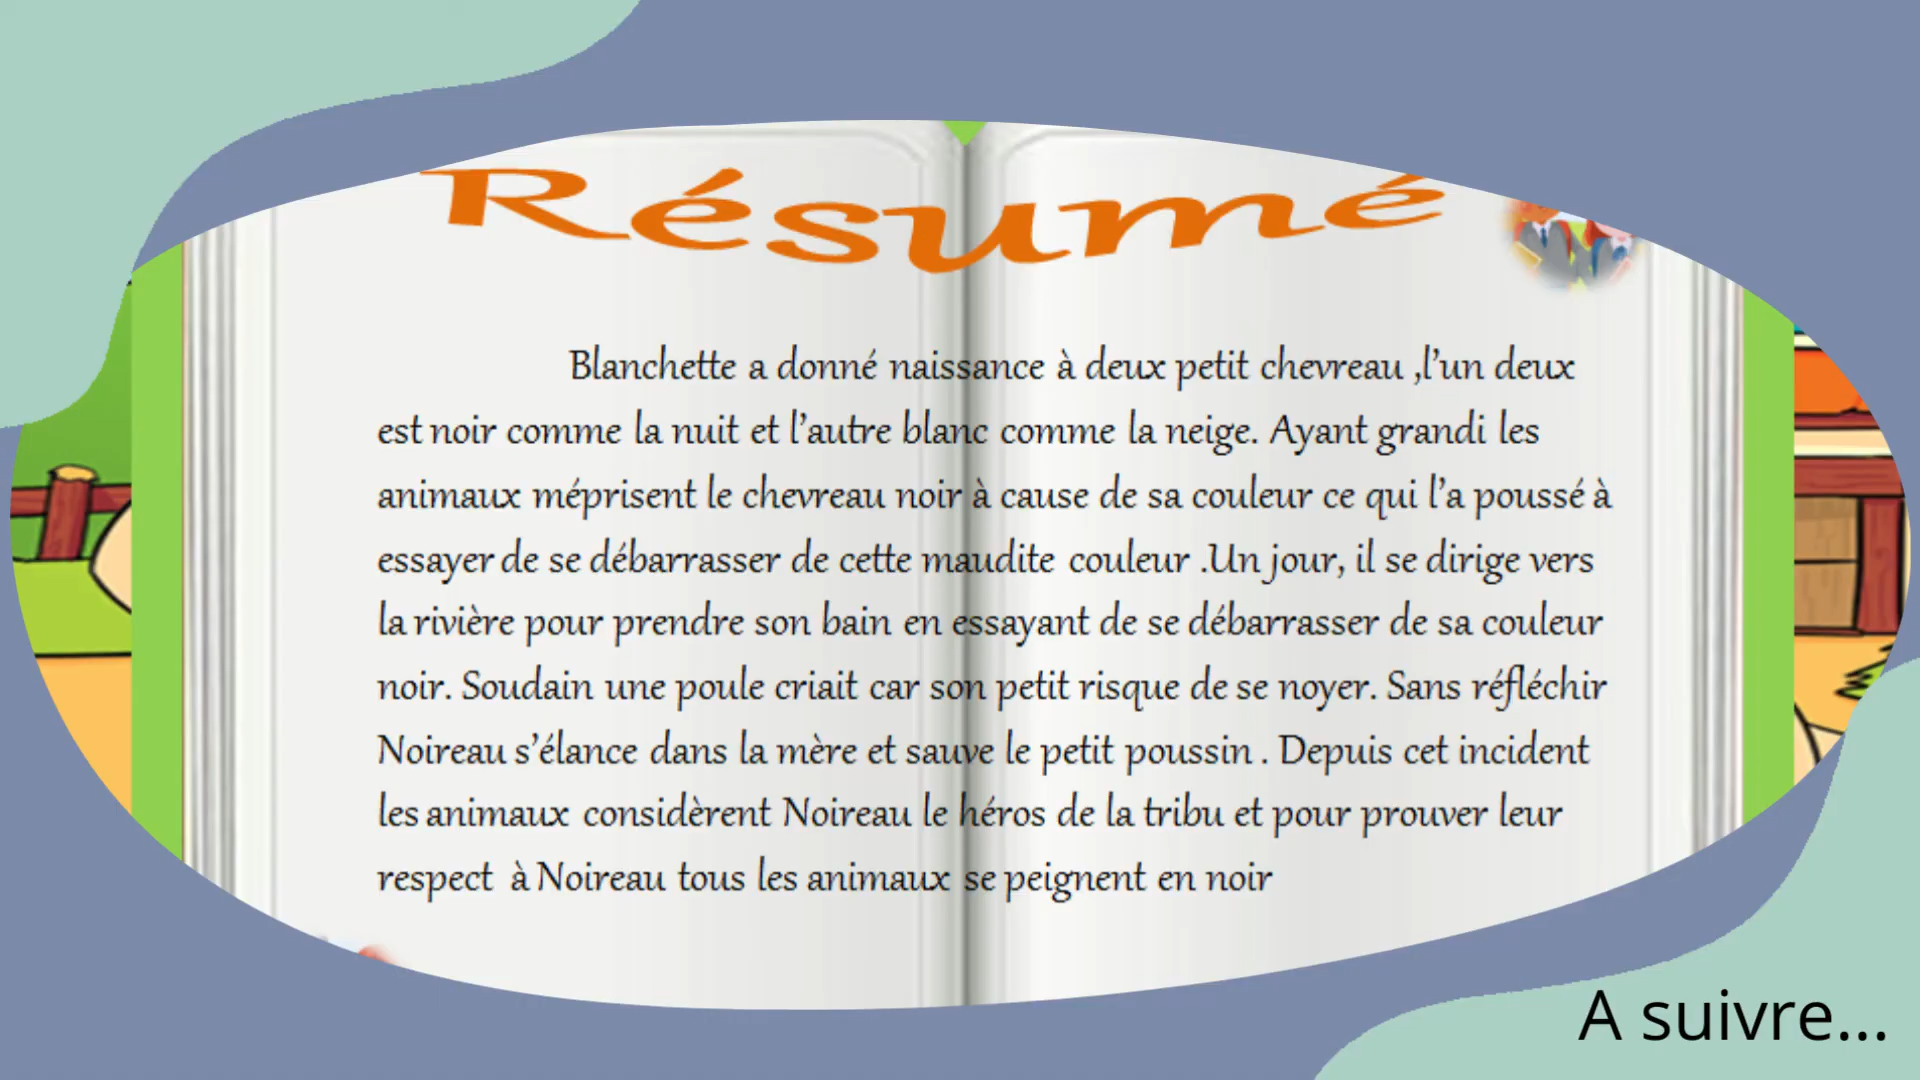 Résumé
Blanchette a donné naissance à deux petit chevreau ,l’un deux
est noir comme la nuit et l’autre blanc comme la neige. Ayant grandi les
animaux méprisent le chevreau noir à cause de sa couleur ce qui l’a poussé à
essayer de se débarrasser de cette maudite couleur .Un jour, il se dirige vers
la rivière pour prendre son bain en essayant de se débarrasser de sa couleur
noir. Soudain une poule criait car son petit risque de se noyer. Sans réfléchir
Noireau s’élance dans la mère et sauve le petit poussin . Depuis cet incident
les animaux considèrent Noireau le héros de la tribu et pour prouver leur
respect à Noireau tous les animaux se peignent en noir
A suivre...